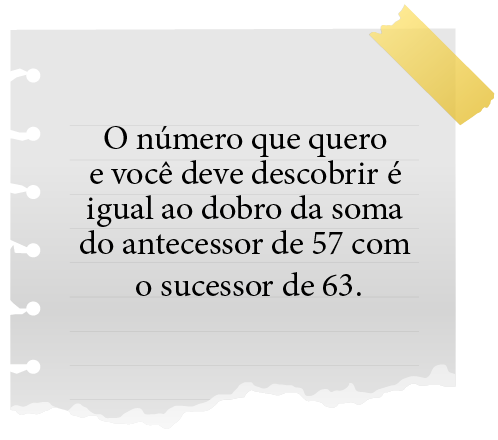 O número que quero
e você deve descobrir é
igual ao dobro da soma
do antecessor de 57 com
o sucessor de 63.